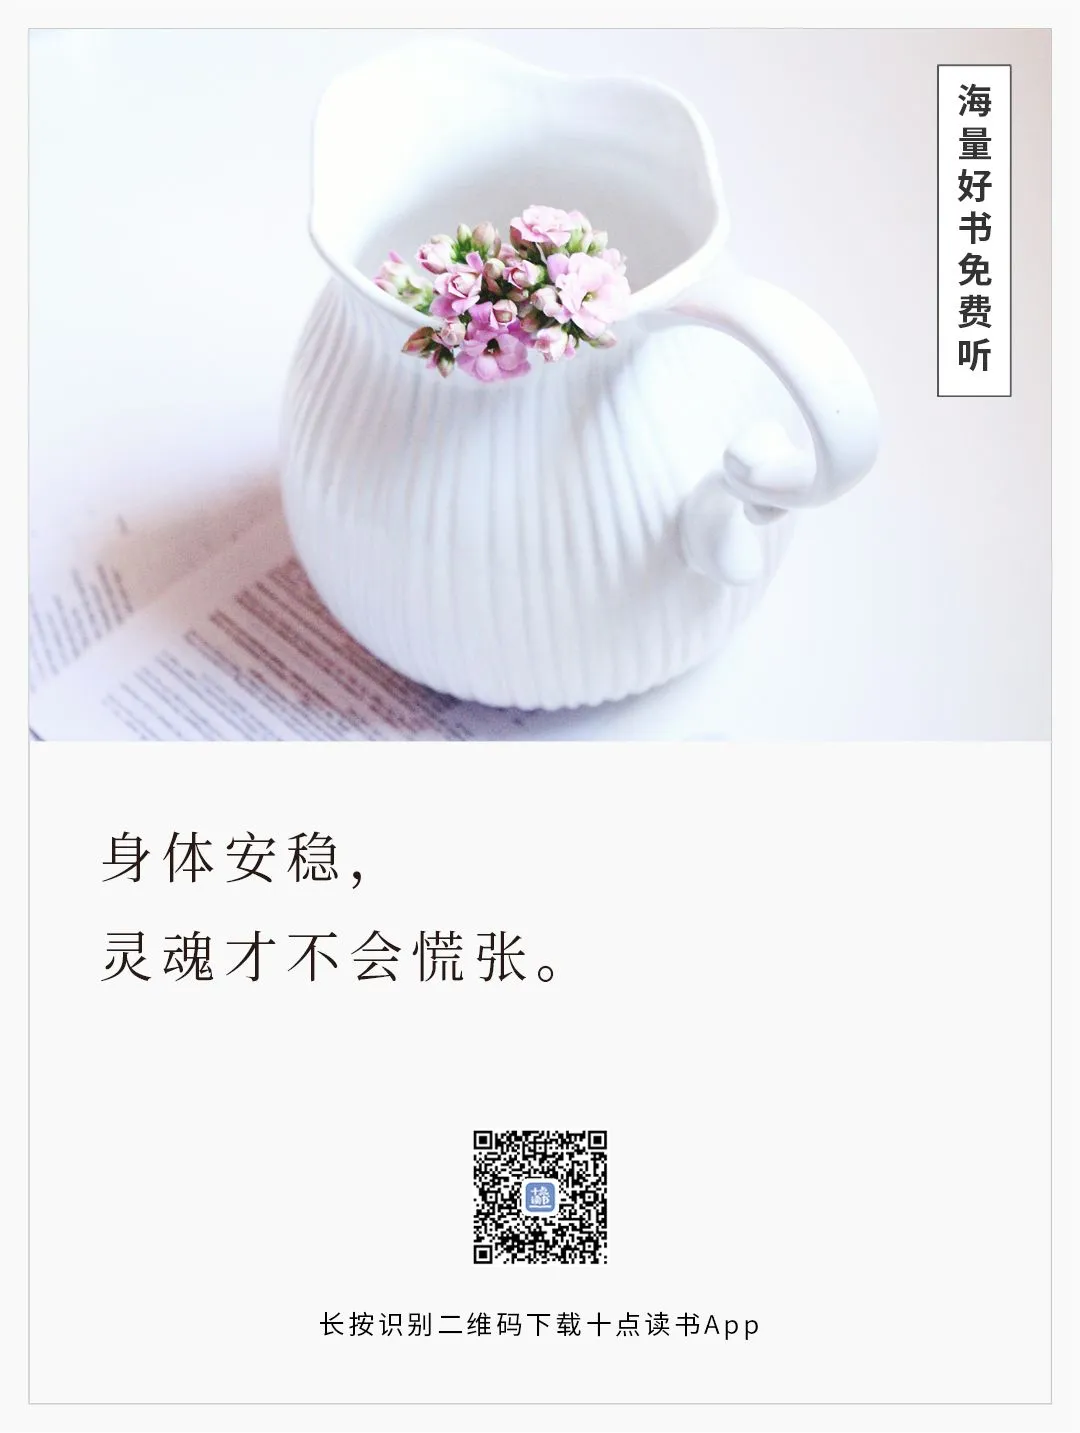 海量好书免费听
身体安稳，
灵魂才不会慌张。
长按识别二维码下载十点读书App